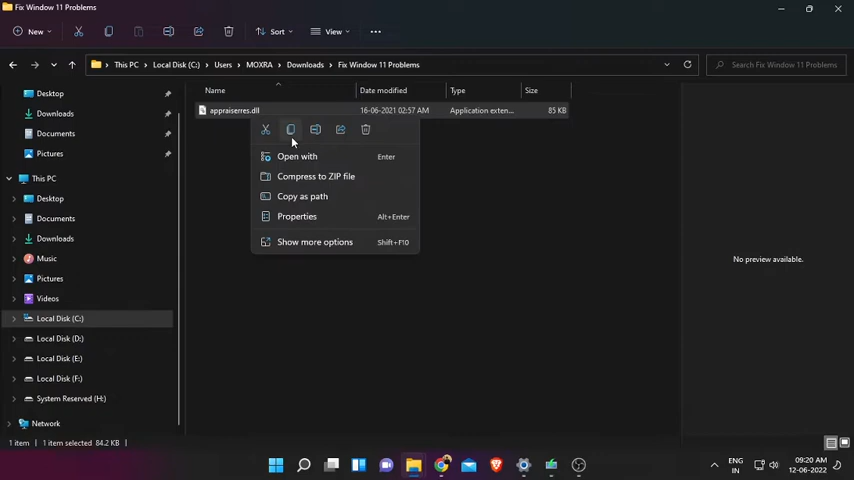 Fix Window 11 Problems
New
Sort
View
This PC > Local Disk (C:) > Users > MOXRA > Downloads > Fix Window 11 Problems
Search Fix Window 11 Problems
Name Date modified Type Size
appraiserres.dll 16-06-2021 02:57 AM Application exten... 85 KB
Open with Enter
Compress to ZIP file
Copy as path
Properties Alt+Enter
Show more options Shift+F10
Desktop
Downloads
Documents
Pictures
This PC
Desktop
Documents
Downloads
Music
Pictures
Videos
Local Disk (C:)
Local Disk (D:)
Local Disk (E:)
Local Disk (F:)
System Reserved (H:)
Network
No preview available.
1 item 1 item selected 84.2 KB
ENG
IN
09:20 AM
12-06-2022